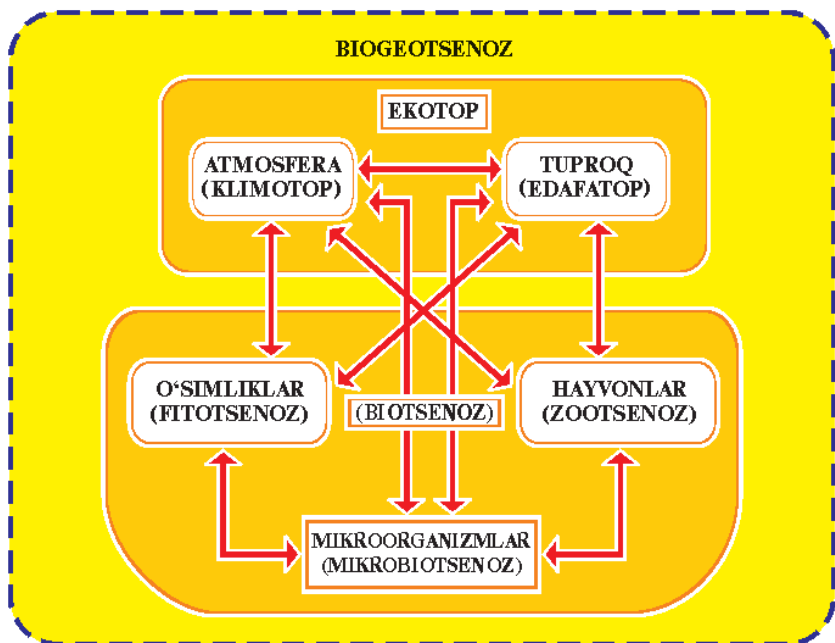 BIOGEOTSENOZ
EKOTOP
ATMOSFERA
(KLIMOTOP)
TUPROQ
(EDAFATOP)
O‘SIMLIKLAR
(FITOTSENOZ)
(BIOTSENOZ)
HAYVONLAR
(ZOOTSENOZ)
MIKROORGANIZMLAR
(MIKROBIOTSENOZ)